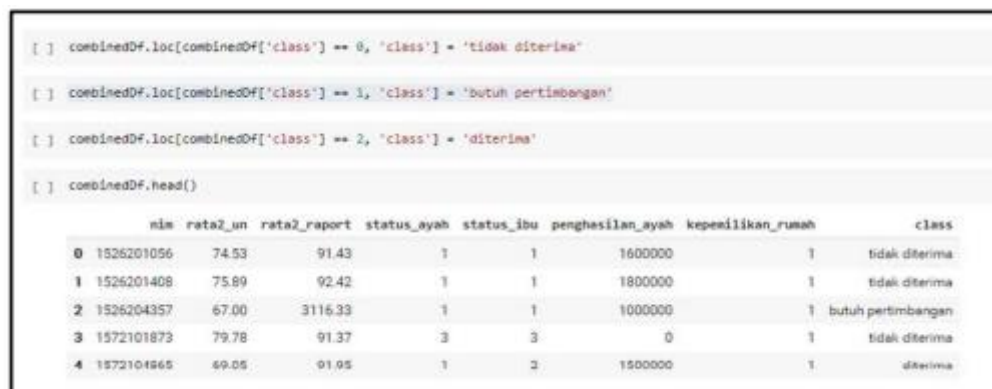 [ ] combinedDf.loc[combinedDf['class'] == 0, 'class'] = 'tidak diterima'
[ ] combinedDf.loc[combinedDf['class'] == 1, 'class'] = 'butuh pertimbangan'
[ ] combinedDf.loc[combinedDf['class'] == 2, 'class'] = 'diterima'
[ ] combinedDf.head()
nim rata2_un rata2_raport status_ayah status_ibu penghasilan_ayah kepemilikan_rumah class
0 1526201056 74.53 91.43 1 1 1600000 1 tidak diterima
1 1526201408 75.89 92.42 1 1 1800000 1 tidak diterima
2 1526204357 67.00 3116.33 1 1 1000000 1 butuh pertimbangan
3 1572101873 79.78 91.37 3 3 0 1 tidak diterima
4 1572104865 69.05 91.95 1 2 1500000 1 diterima